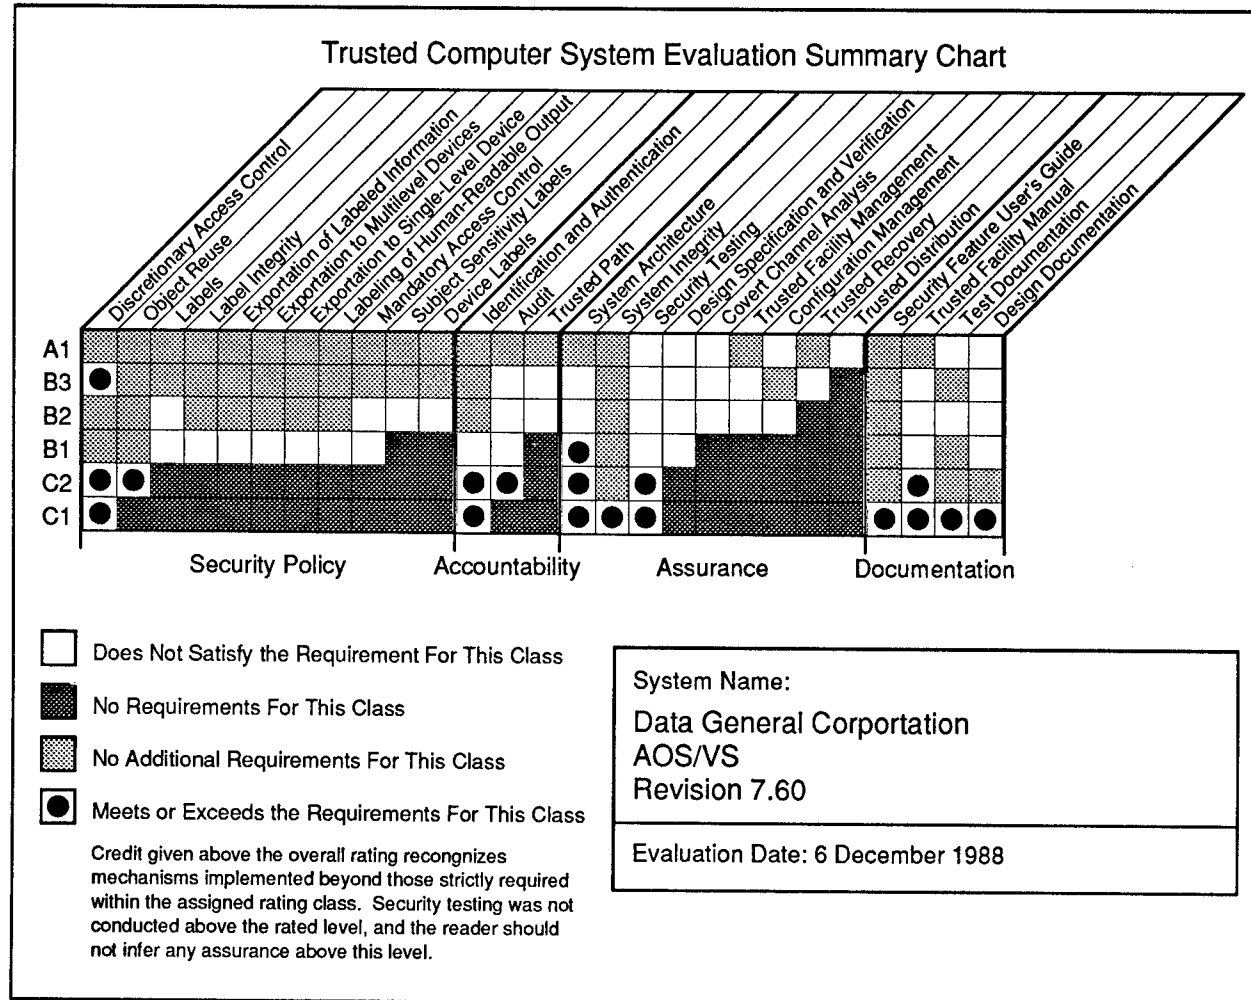 Trusted Computer System Evaluation Summary Chart
Discretionary Access Control
Object Reuse
Labels
Label Integrity
Exportation of Labeled Information
Exportation to Multilevel Devices
Exportation to Single-Level Device
Labeling of Human-Readable Output
Mandatory Access Control
Subject Sensitivity Labels
Device Labels
Identification and Authentication
Audit
Trusted Path
System Architecture
System Integrity
Security Testing
Design Specification and Verification
Covert Channel Analysis
Trusted Facility Management
Configuration Management
Trusted Recovery
Trusted Distribution
Security Feature User's Guide
Trusted Facility Manual
Test Documentation
Design Documentation
A1
B3
B2
B1
C2
C1
Security Policy
Accountability
Assurance
Documentation
Does Not Satisfy the Requirement For This Class
No Requirements For This Class
No Additional Requirements For This Class
Meets or Exceeds the Requirements For This Class
Credit given above the overall rating recongnizes
mechanisms implemented beyond those strictly required
within the assigned rating class. Security testing was not
conducted above the rated level, and the reader should
not infer any assurance above this level.
System Name:
Data General Corportation
AOS/VS
Revision 7.60
Evaluation Date: 6 December 1988